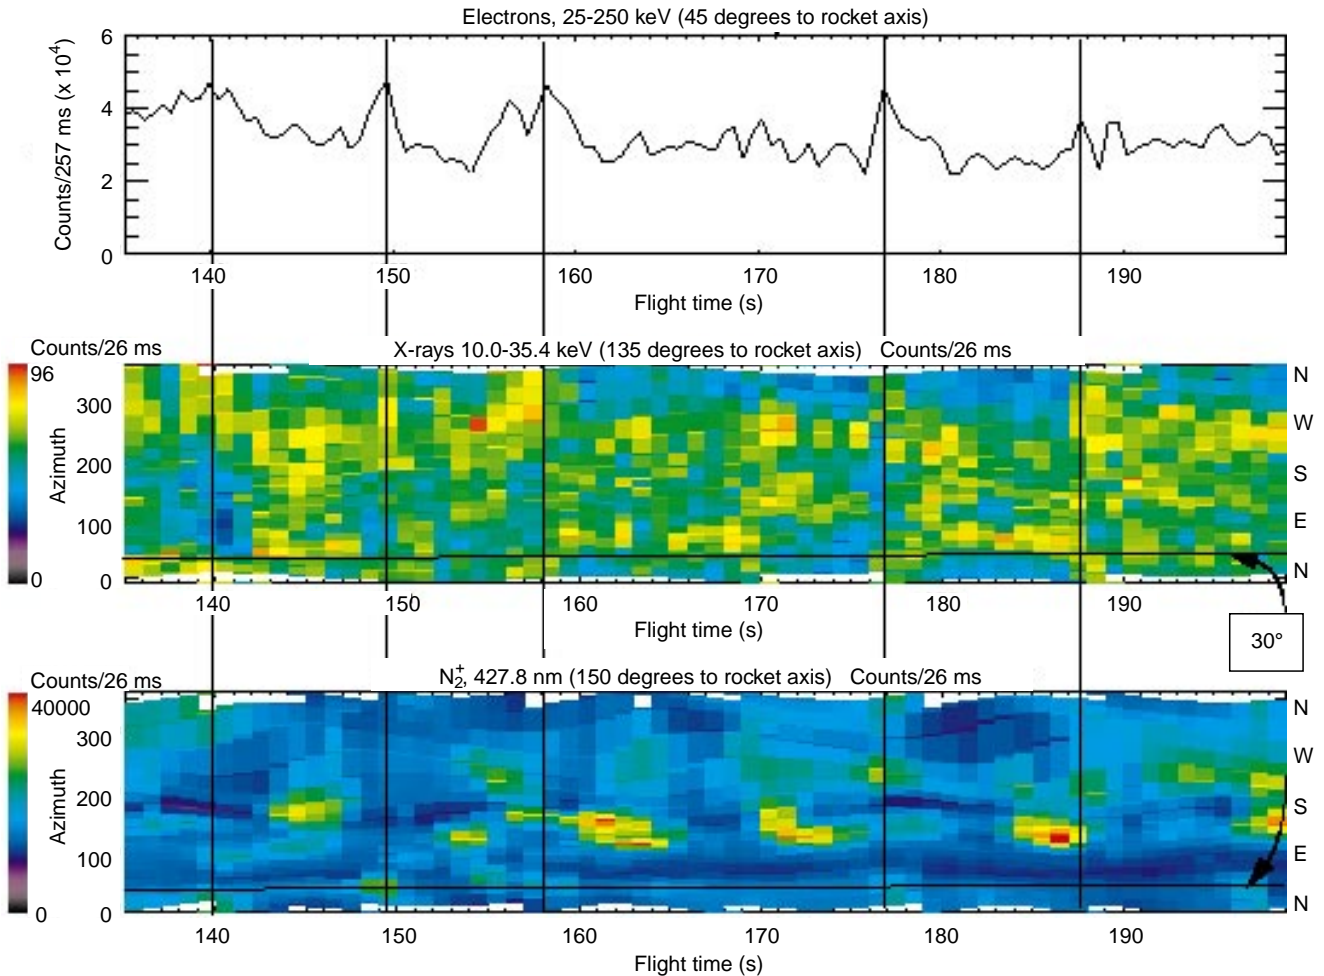 Electrons, 25-250 keV (45 degrees to rocket axis)
Counts/257 ms (x 10⁴)
6
4
2
0
140 150 160 170 180 190
Flight time (s)
Counts/26 ms
X-rays 10.0-35.4 keV (135 degrees to rocket axis) Counts/26 ms
96
0
Azimuth
300
200
100
0
N
W
S
E
N
140 150 160 170 180 190
Flight time (s)
30°
Counts/26 ms
N₂⁺, 427.8 nm (150 degrees to rocket axis) Counts/26 ms
40000
0
Azimuth
300
200
100
0
N
W
S
E
N
140 150 160 170 180 190
Flight time (s)